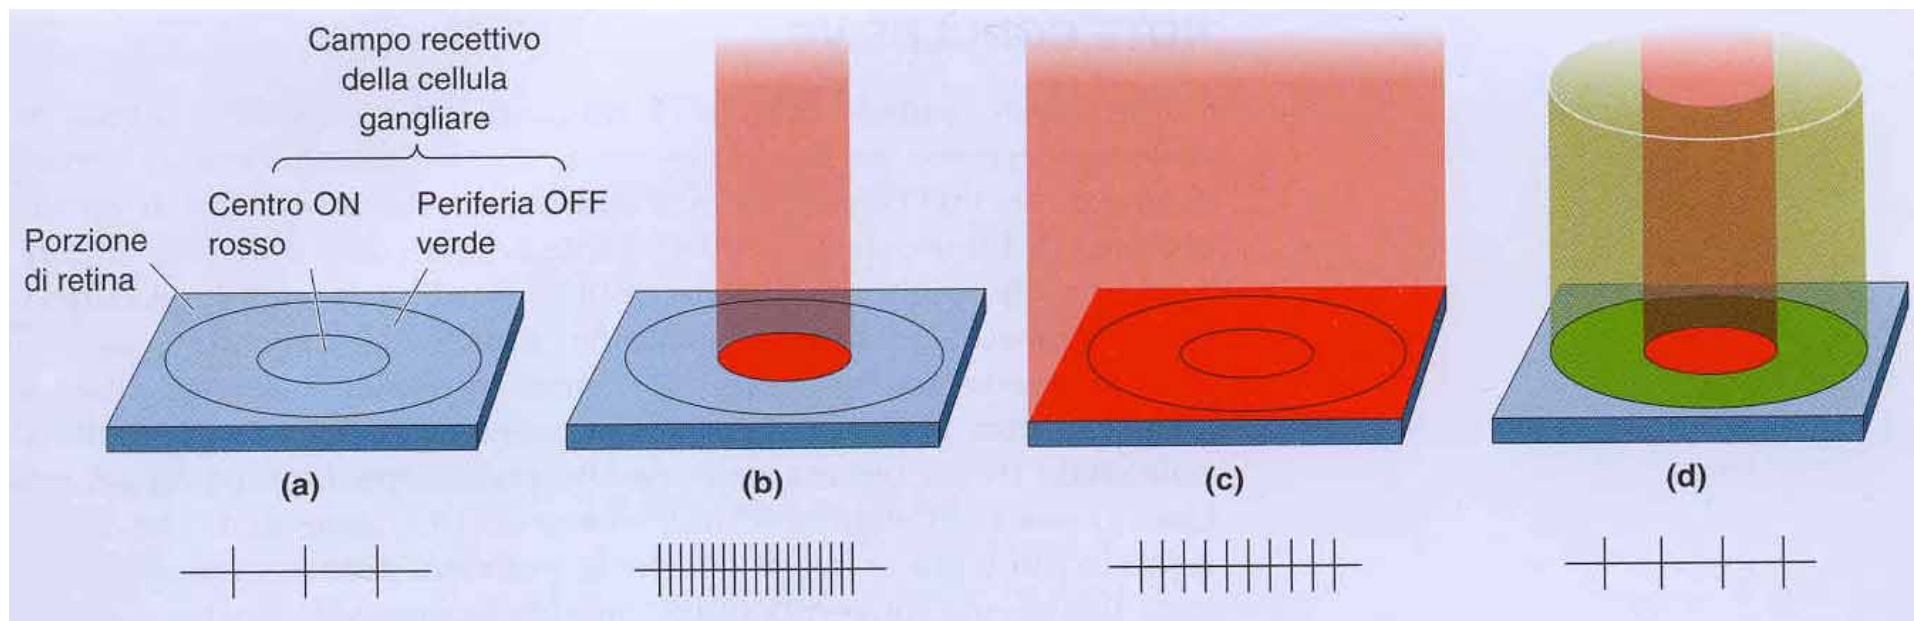 Campo recettivo
della cellula
gangliare
Centro ON
rosso
Periferia OFF
verde
Porzione
di retina
(a)
(b)
(c)
(d)